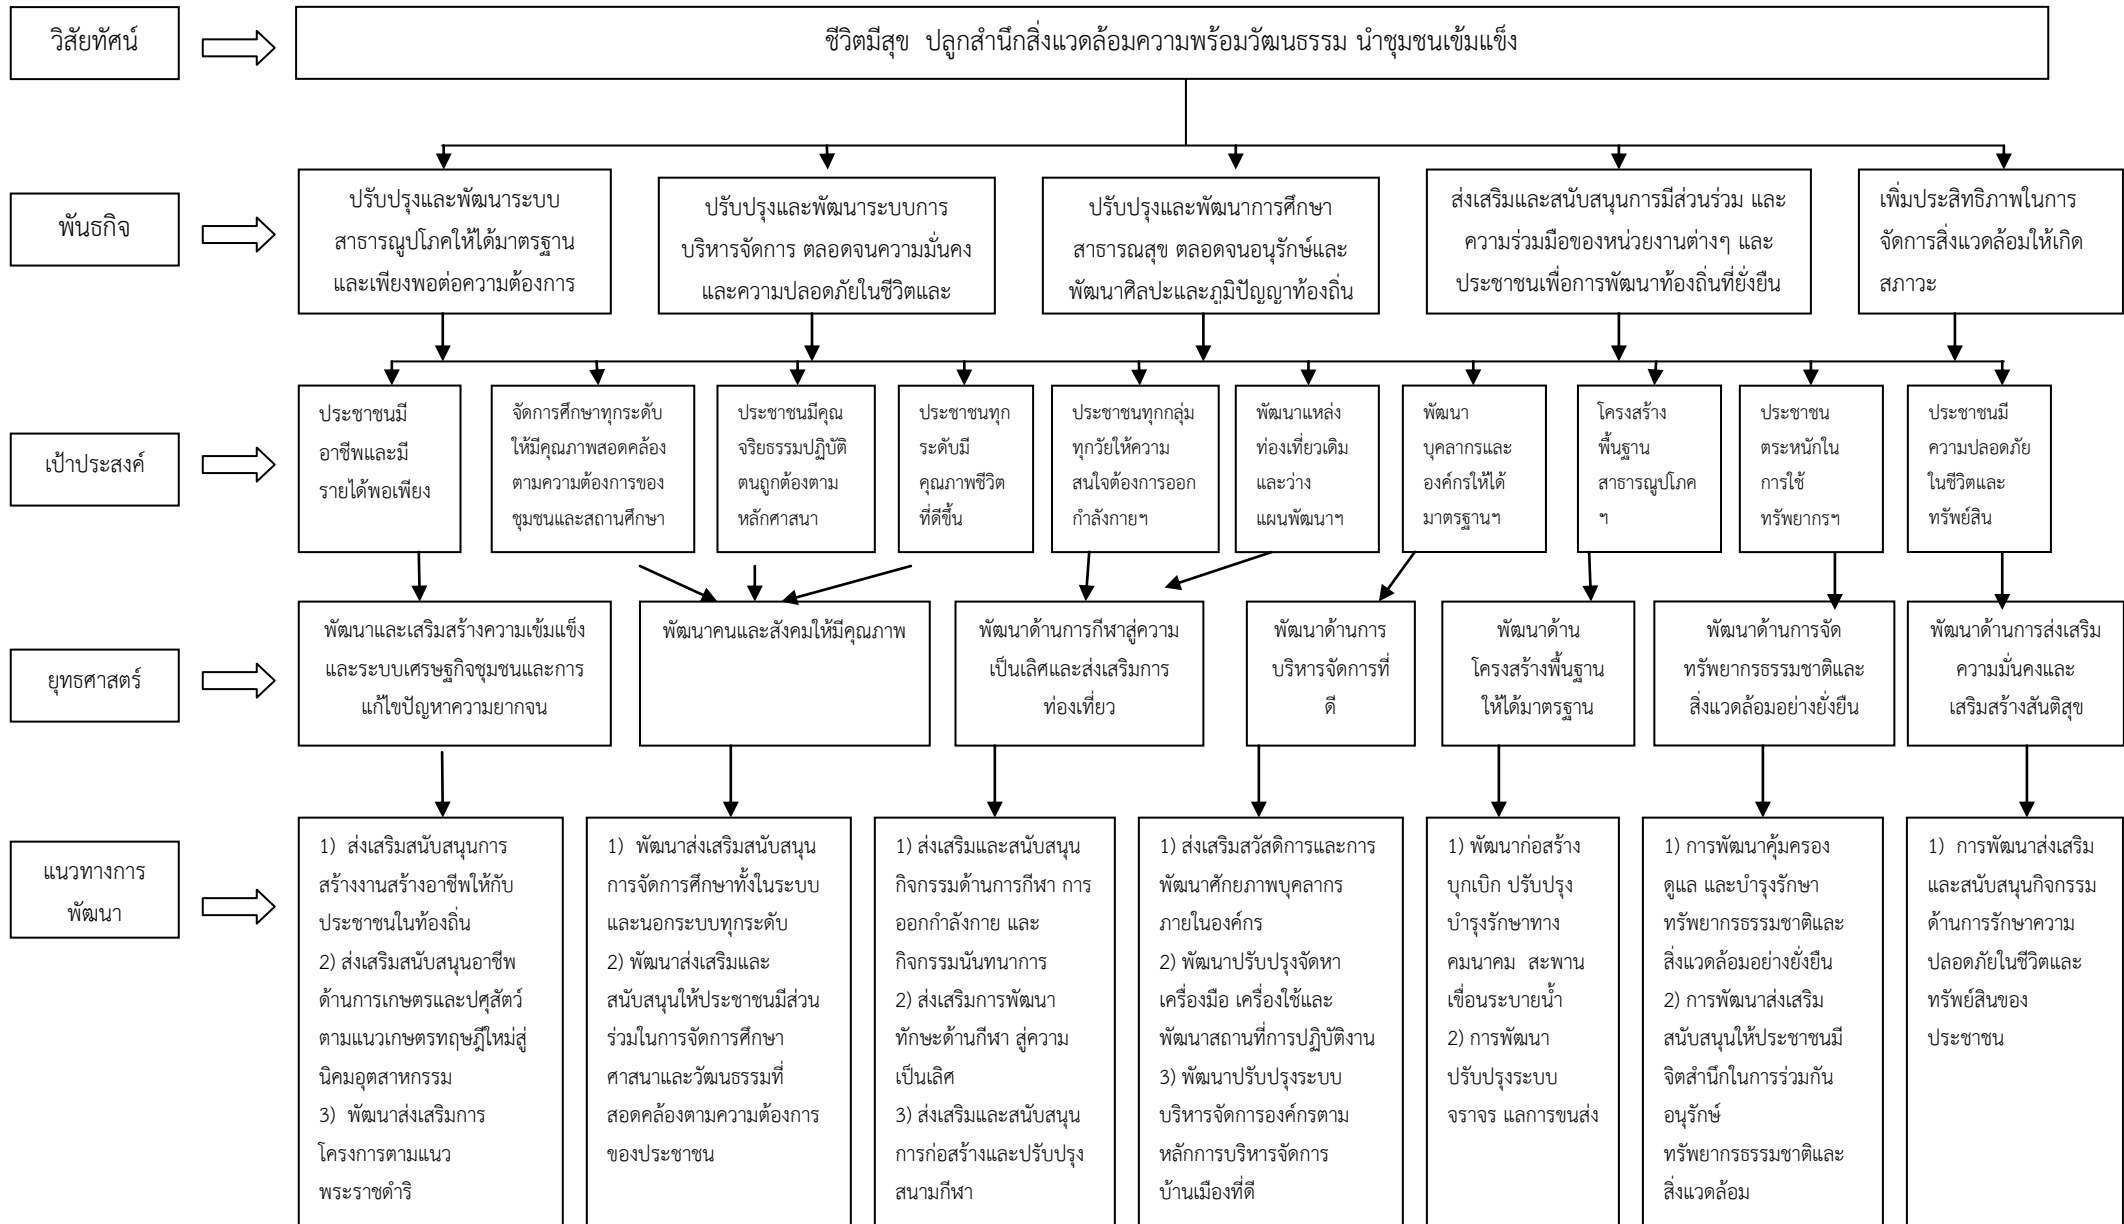 วิสัยทัศน์
ชีวิตมีสุข ปลูกสำนึกสิ่งแวดล้อมความพร้อมวัฒนธรรม นำชุมชนเข้มแข็ง
พันธกิจ
ปรับปรุงและพัฒนาระบบ
สาธารณูปโภคให้ได้มาตรฐาน
และเพียงพอต่อความต้องการ
ปรับปรุงและพัฒนาระบบการ
บริหารจัดการ ตลอดจนความมั่นคง
และความปลอดภัยในชีวิตและ
ปรับปรุงและพัฒนาการศึกษา
สาธารณสุข ตลอดจนอนุรักษ์และ
พัฒนาศิลปะและภูมิปัญญาท้องถิ่น
ส่งเสริมและสนับสนุนการมีส่วนร่วม และ
ความร่วมมือของหน่วยงานต่างๆ และ
ประชาชนเพื่อการพัฒนาท้องถิ่นที่ยั่งยืน
เพิ่มประสิทธิภาพในการ
จัดการสิ่งแวดล้อมให้เกิด
สภาวะ
เป้าประสงค์
ประชาชนมี
อาชีพและมี
รายได้พอเพียง
จัดการศึกษาทุกระดับ
ให้มีคุณภาพสอดคล้อง
ตามความต้องการของ
ชุมชนและสถานศึกษา
ประชาชนมีคุณ
จริยธรรมปฏิบัติ
ตนถูกต้องตาม
หลักศาสนา
ประชาชนทุก
ระดับมี
คุณภาพชีวิต
ที่ดีขึ้น
ประชาชนทุกกลุ่ม
ทุกวัยให้ความ
สนใจต้องการออก
กำลังกายฯ
พัฒนาแหล่ง
ท่องเที่ยวเดิม
และว่าง
แผนพัฒนาฯ
พัฒนา
บุคลากรและ
องค์กรให้ได้
มาตรฐานฯ
โครงสร้าง
พื้นฐาน
สาธารณูปโภค
ฯ
ประชาชน
ตระหนักใน
การใช้
ทรัพยากรฯ
ประชาชนมี
ความปลอดภัย
ในชีวิตและ
ทรัพย์สิน
ยุทธศาสตร์
พัฒนาและเสริมสร้างความเข้มแข็ง
และระบบเศรษฐกิจชุมชนและการ
แก้ไขปัญหาความยากจน
พัฒนาคนและสังคมให้มีคุณภาพ
พัฒนาด้านการกีฬาสู่ความ
เป็นเลิศและส่งเสริมการ
ท่องเที่ยว
พัฒนาด้านการ
บริหารจัดการที่
ดี
พัฒนาด้าน
โครงสร้างพื้นฐาน
ให้ได้มาตรฐาน
พัฒนาด้านการจัด
ทรัพยากรธรรมชาติและ
สิ่งแวดล้อมอย่างยั่งยืน
พัฒนาด้านการส่งเสริม
ความมั่นคงและ
เสริมสร้างสันติสุข
แนวทางการ
พัฒนา
1) ส่งเสริมสนับสนุนการ
สร้างงานสร้างอาชีพให้กับ
ประชาชนในท้องถิ่น
2) ส่งเสริมสนับสนุนอาชีพ
ด้านการเกษตรและปศุสัตว์
ตามแนวเกษตรทฤษฎีใหม่สู่
นิคมอุตสาหกรรม
3) พัฒนาส่งเสริมการ
โครงการตามแนว
พระราชดำริ
1) พัฒนาส่งเสริมสนับสนุน
การจัดการศึกษาทั้งในระบบ
และนอกระบบทุกระดับ
2) พัฒนาส่งเสริมและ
สนับสนุนให้ประชาชนมีส่วน
ร่วมในการจัดการศึกษา
ศาสนาและวัฒนธรรมที่
สอดคล้องตามความต้องการ
ของประชาชน
1) ส่งเสริมและสนับสนุน
กิจกรรมด้านการกีฬา การ
ออกกำลังกาย และ
กิจกรรมนันทนาการ
2) ส่งเสริมการพัฒนา
ทักษะด้านกีฬา สู่ความ
เป็นเลิศ
3) ส่งเสริมและสนับสนุน
การก่อสร้างและปรับปรุง
สนามกีฬา
1) ส่งเสริมสวัสดิการและการ
พัฒนาศักยภาพบุคลากร
ภายในองค์กร
2) พัฒนาปรับปรุงจัดหา
เครื่องมือ เครื่องใช้และ
พัฒนาสถานที่การปฏิบัติงาน
3) พัฒนาปรับปรุงระบบ
บริหารจัดการองค์กรตาม
หลักการบริหารจัดการ
บ้านเมืองที่ดี
1) พัฒนาก่อสร้าง
บุกเบิก ปรับปรุง
บำรุงรักษาทาง
คมนาคม สะพาน
เขื่อนระบายน้ำ
2) การพัฒนา
ปรับปรุงระบบ
จราจร แลการขนส่ง
1) การพัฒนาคุ้มครอง
ดูแล และบำรุงรักษา
ทรัพยากรธรรมชาติและ
สิ่งแวดล้อมอย่างยั่งยืน
2) การพัฒนาส่งเสริม
สนับสนุนให้ประชาชนมี
จิตสำนึกในการร่วมกัน
อนุรักษ์
ทรัพยากรธรรมชาติและ
สิ่งแวดล้อม
1) การพัฒนาส่งเสริม
และสนับสนุนกิจกรรม
ด้านการรักษาความ
ปลอดภัยในชีวิตและ
ทรัพย์สินของ
ประชาชน